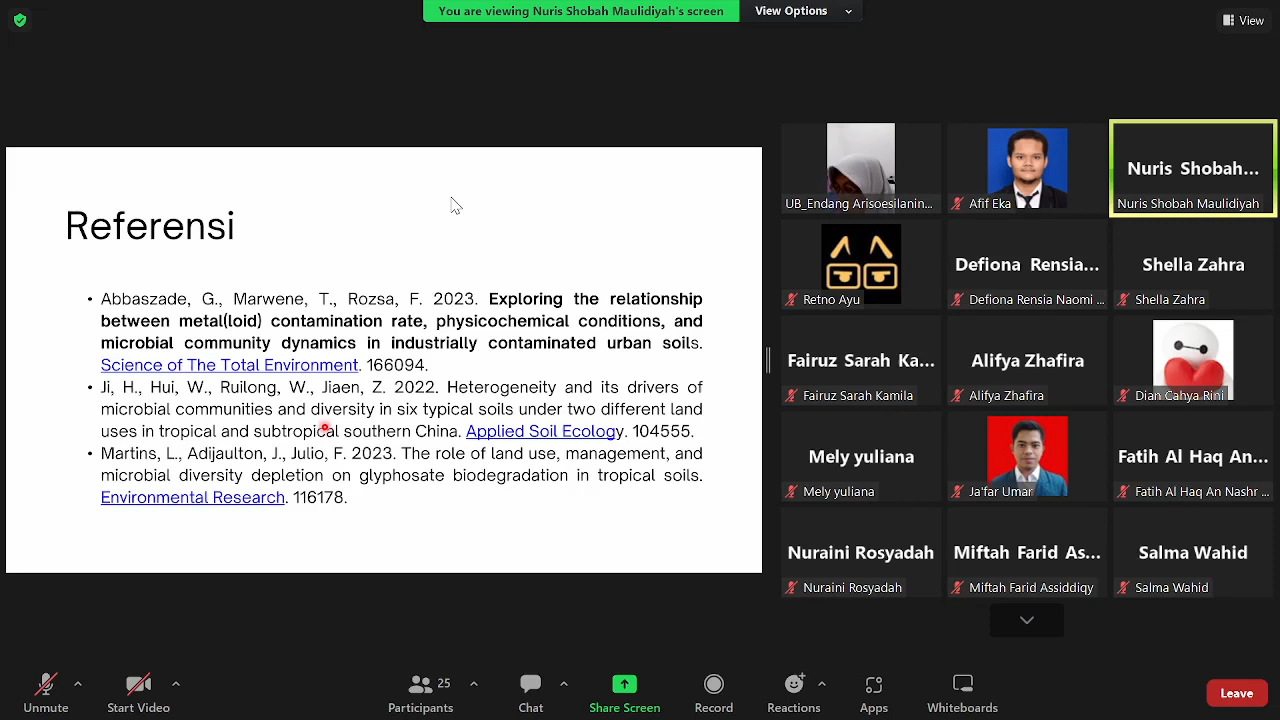 You are viewing Nuris Shobah Maulidiyah's screen
View Options
View
Referensi
• Abbaszade, G., Marwene, T., Rozsa, F. 2023. Exploring the relationship
between metal(loid) contamination rate, physicochemical conditions, and
microbial community dynamics in industrially contaminated urban soils.
Science of The Total Environment. 166094.
• Ji, H., Hui, W., Ruilong, W., Jiaen, Z. 2022. Heterogeneity and its drivers of
microbial communities and diversity in six typical soils under two different land
uses in tropical and subtropical southern China. Applied Soil Ecology. 104555.
• Martins, L., Adijaulton, J., Julio, F. 2023. The role of land use, management, and
microbial diversity depletion on glyphosate biodegradation in tropical soils.
Environmental Research. 116178.
UB_Endang Arisoesilanin...
Afif Eka
Nuris Shobah...
Nuris Shobah Maulidiyah
Retno Ayu
Defiona Rensia...
Defiona Rensia Naomi ...
Shella Zahra
Shella Zahra
Fairuz Sarah Ka...
Fairuz Sarah Kamila
Alifya Zhafira
Alifya Zhafira
Dian Cahya Rini
Mely yuliana
Mely yuliana
Ja'far Umar
Fatih Al Haq An...
Fatih Al Haq An Nashr ...
Nuraini Rosyadah
Nuraini Rosyadah
Miftah Farid As...
Miftah Farid Assiddiqy
Salma Wahid
Salma Wahid
Unmute
Start Video
25
Participants
Chat
Share Screen
Record
Reactions
Apps
Whiteboards
Leave